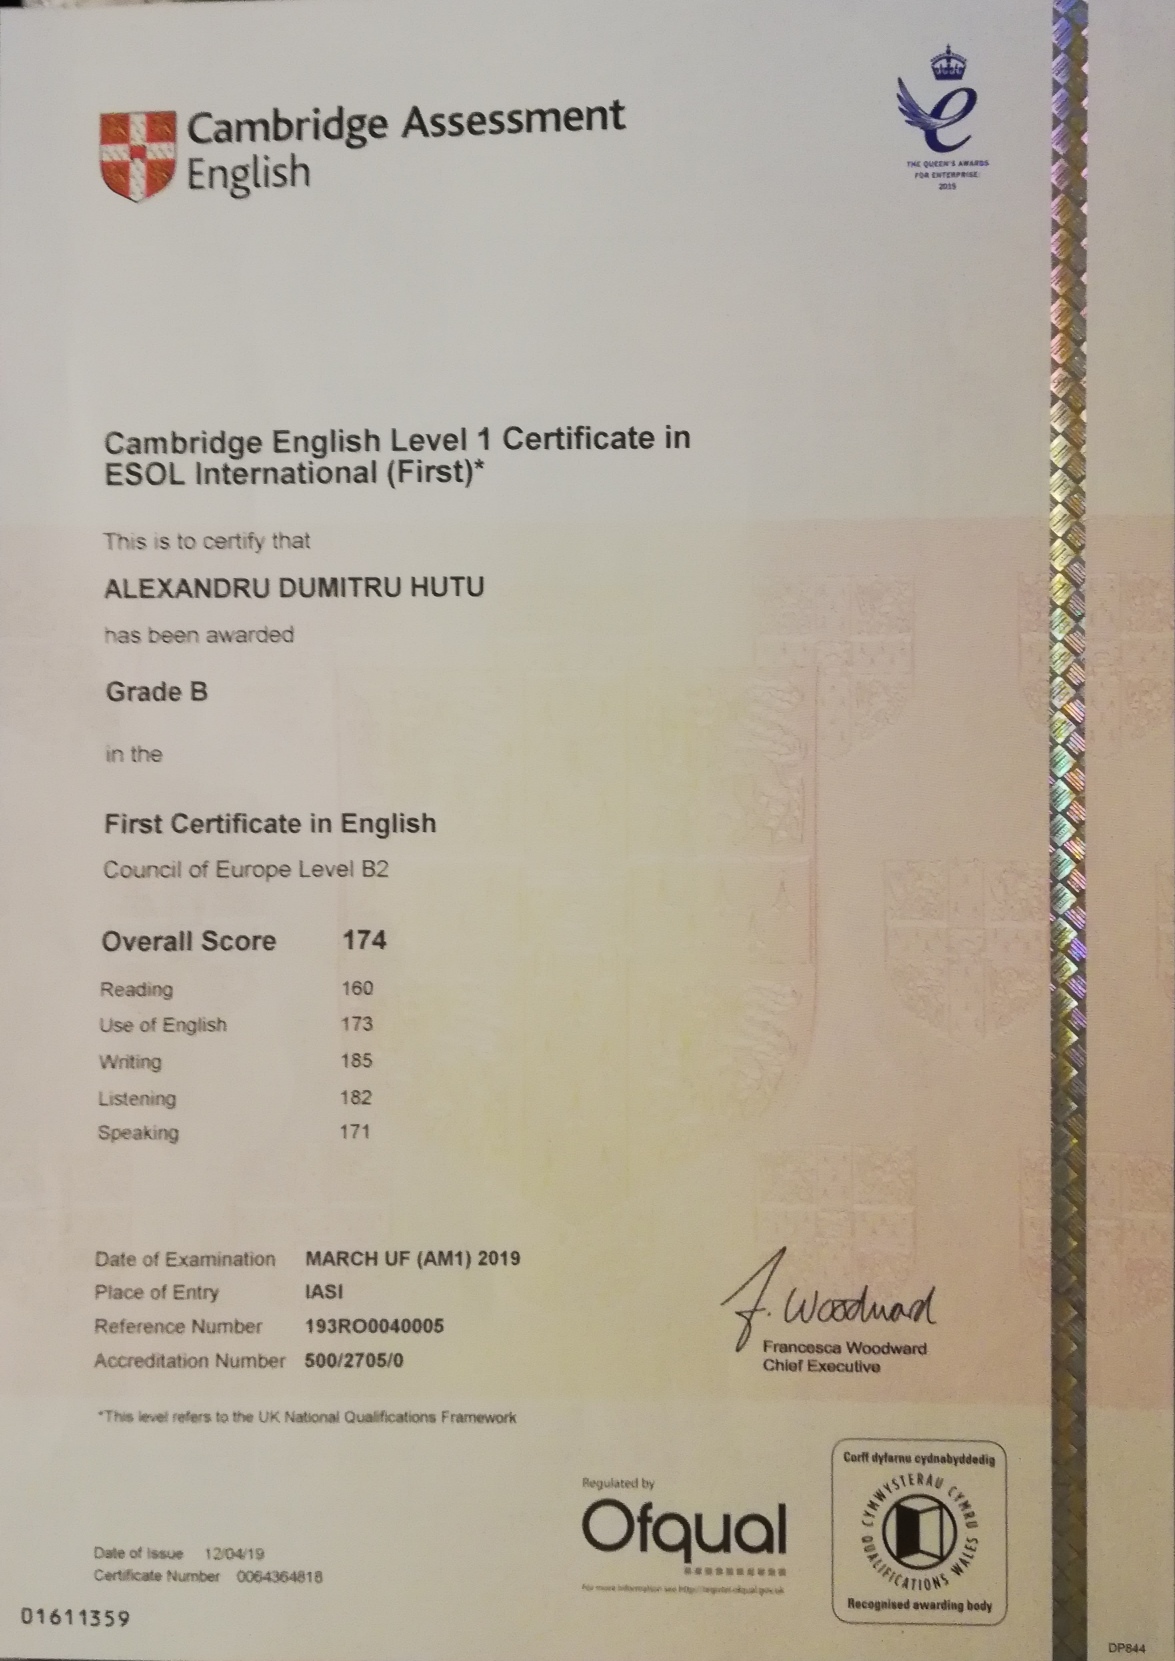 Cambridge Assessment
English
THE QUEEN'S AWARDS
FOR ENTERPRISE:
2015
Cambridge English Level 1 Certificate in
ESOL International (First)*
This is to certify that
ALEXANDRU DUMITRU HUTU
has been awarded
Grade B
in the
First Certificate in English
Council of Europe Level B2
Overall Score 174
Reading 160
Use of English 173
Writing 185
Listening 182
Speaking 171
Date of Examination MARCH UF (AM1) 2019
Place of Entry IASI
Reference Number 193RO0040005
Accreditation Number 500/2705/0
F. Woodward
Francesca Woodward
Chief Executive
*This level refers to the UK National Qualifications Framework
Regulated by
Ofqual
For more information see http://register.ofqual.gov.uk
Corff dyfarnu cydnabyddedig
CYMWYSTERAU CYMRU
QUALIFICATIONS WALES
Recognised awarding body
Date of Issue 12/04/19
Certificate Number 0064364818
01611359
DP844